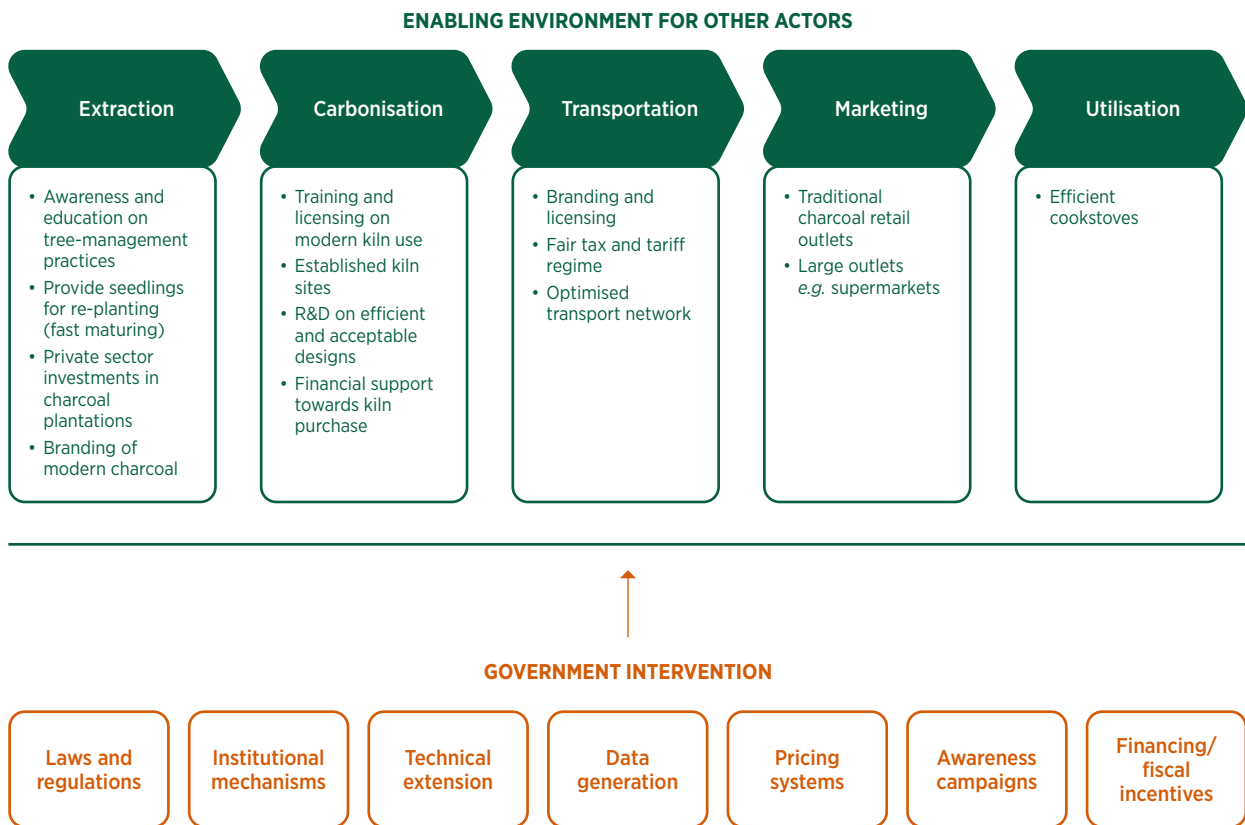 ENABLING ENVIRONMENT FOR OTHER ACTORS
Extraction
• Awareness and
education on
tree-management
practices
• Provide seedlings
for re-planting
(fast maturing)
• Private sector
investments in
charcoal
plantations
• Branding of
modern charcoal
Carbonisation
• Training and
licensing on
modern kiln use
• Established kiln
sites
• R&D on efficient
and acceptable
designs
• Financial support
towards kiln
purchase
Transportation
• Branding and
licensing
• Fair tax and tariff
regime
• Optimised
transport network
Marketing
• Traditional
charcoal retail
outlets
• Large outlets
e.g. supermarkets
Utilisation
• Efficient
cookstoves
GOVERNMENT INTERVENTION
Laws and
regulations
Institutional
mechanisms
Technical
extension
Data
generation
Pricing
systems
Awareness
campaigns
Financing/
fiscal
incentives